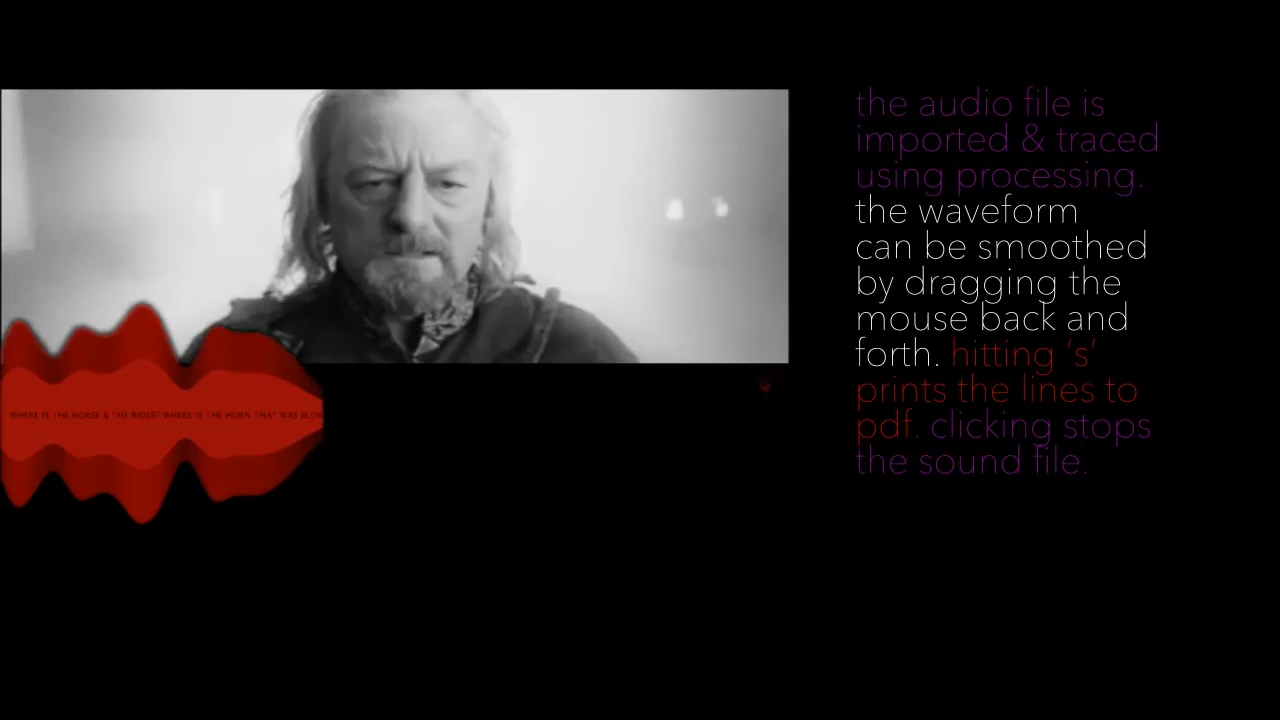 the audio file is
imported & traced
using processing.
the waveform
can be smoothed
by dragging the
mouse back and
forth. hitting 's'
prints the lines to
pdf. clicking stops
the sound file.
WHERE IS THE HORSE & THE RIDER? WHERE IS THE HORN THAT WAS BLOW